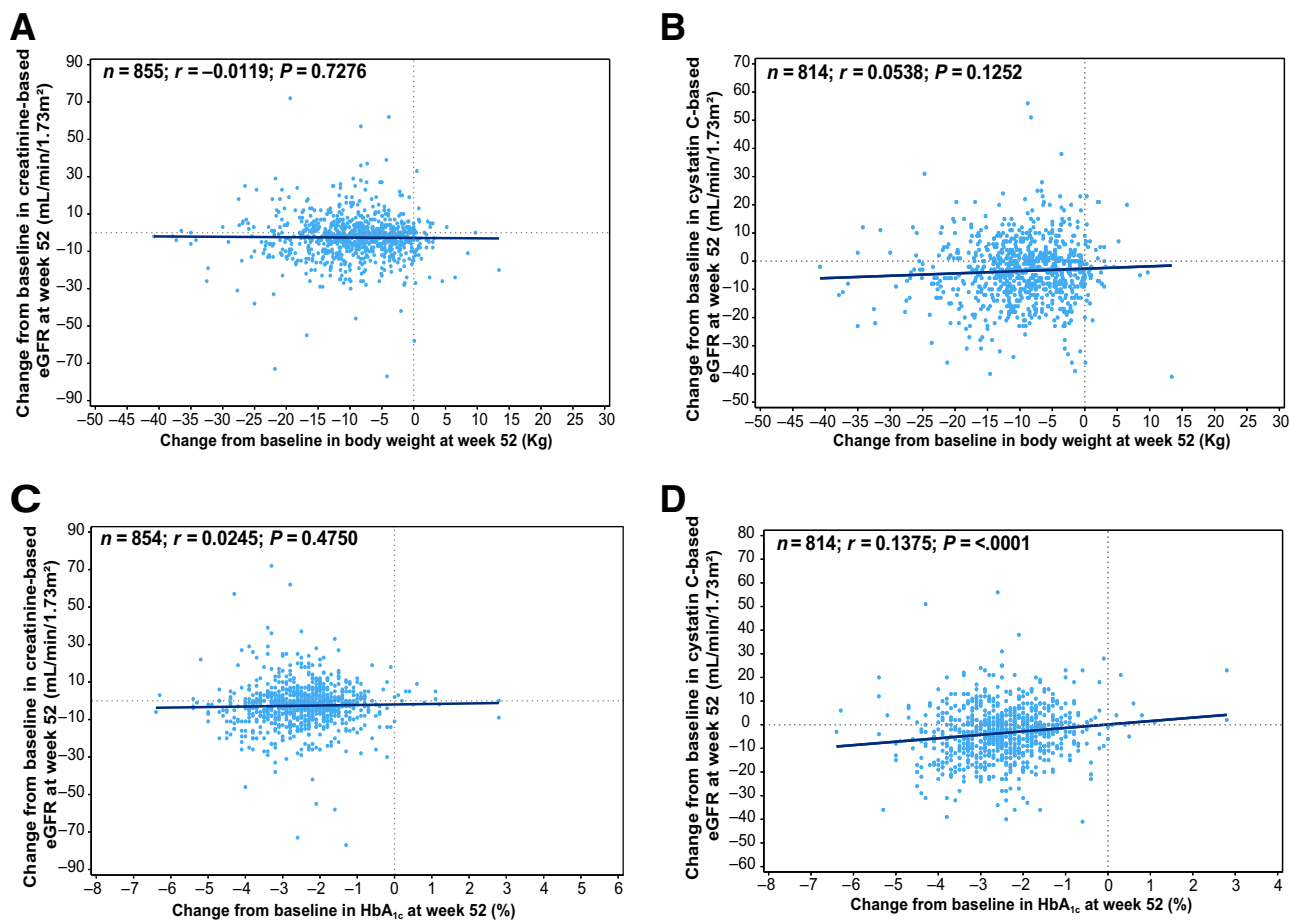 A
Change from baseline in creatinine-based
eGFR at week 52 (mL/min/1.73m²)
n = 855; r = –0.0119; P = 0.7276
90
70
50
30
10
–10
–30
–50
–70
–90
–50 –45 –40 –35 –30 –25 –20 –15 –10 –5 0 5 10 15 20 25 30
Change from baseline in body weight at week 52 (Kg)
B
Change from baseline in cystatin C-based
eGFR at week 52 (mL/min/1.73m²)
n = 814; r = 0.0538; P = 0.1252
70
60
50
40
30
20
10
0
–10
–20
–30
–40
–50
–50 –45 –40 –35 –30 –25 –20 –15 –10 –5 0 5 10 15 20 25 30
Change from baseline in body weight at week 52 (Kg)
C
Change from baseline in creatinine-based
eGFR at week 52 (mL/min/1.73m²)
n = 854; r = 0.0245; P = 0.4750
90
70
50
30
10
–10
–30
–50
–70
–90
–8 –7 –6 –5 –4 –3 –2 –1 0 1 2 3 4 5 6
Change from baseline in HbA1c at week 52 (%)
D
Change from baseline in cystatin C-based
eGFR at week 52 (mL/min/1.73m²)
n = 814; r = 0.1375; P = <.0001
80
70
60
50
40
30
20
10
0
–10
–20
–30
–40
–50
–60
–8 –7 –6 –5 –4 –3 –2 –1 0 1 2 3 4
Change from baseline in HbA1c at week 52 (%)